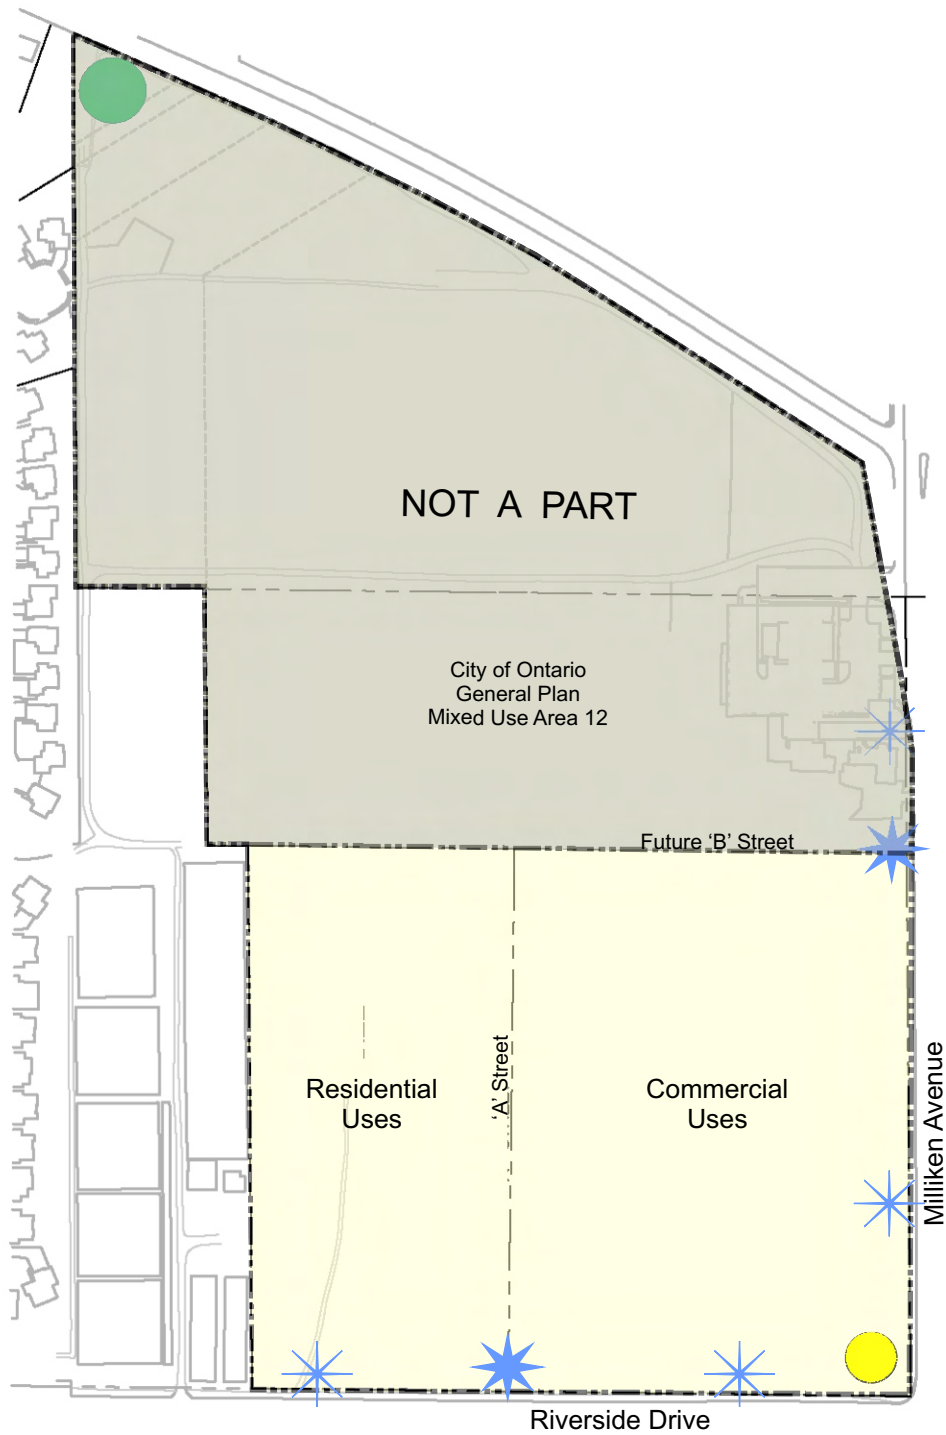 NOT A PART
City of Ontario
General Plan
Mixed Use Area 12
Future ‘B’ Street
‘A’ Street
Residential
Uses
Commercial
Uses
Milliken Avenue
Riverside Drive